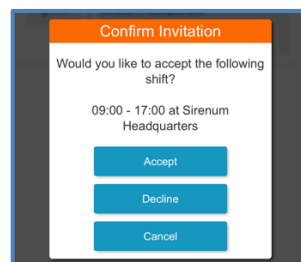 Confirm Invitation
Would you like to accept the following
shift?
09:00 - 17:00 at Sirenum
Headquarters
Accept
Decline
Cancel